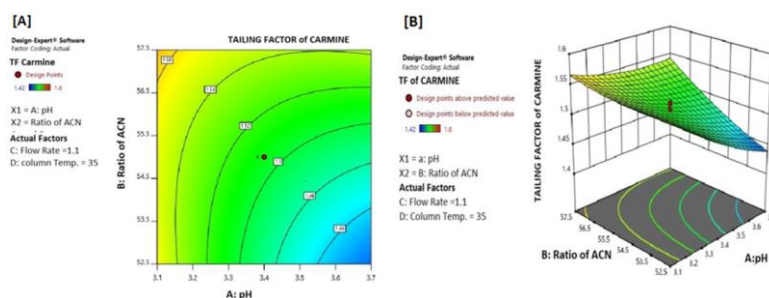 [A]
Design-Expert® Software
Factor Coding: Actual
TF Carmine
Design Points
1.42 1.6
X1 = A: pH
X2 = Ratio of ACN
Actual Factors
C: Flow Rate =1.1
D: column Temp. = 35
TAILING FACTOR of CARMINE
B: Ratio of ACN
57.5
56.5
55.5
54.5
53.5
52.5
3.1 3.2 3.3 3.4 3.5 3.6 3.7
A: pH
1.52
1.5
[B]
Design-Expert® Software
Factor Coding: Actual
TF of CARMINE
Design points above predicted value
Design points below predicted value
1.42 1.6
X1 = a: pH
X2 = B: Ratio of ACN
Actual Factors
C: Flow Rate =1.1
D: Column Temp. = 35
TAILING FACTOR of CARMINE
1.6
1.55
1.5
1.45
1.4
57.5
56.5
55.5
54.5
53.5
52.5
3.1
3.2
3.3
3.4
3.5
3.6
B: Ratio of ACN
A:pH